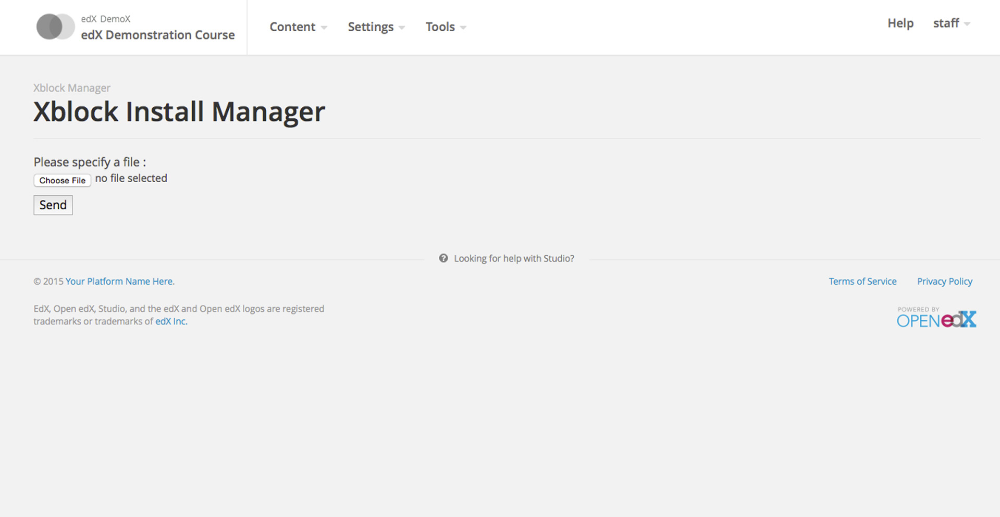 edX DemoX
edX Demonstration Course
Content
Settings
Tools
Help
staff
Xblock Manager
Xblock Install Manager
Please specify a file :
Choose File no file selected
Send
Looking for help with Studio?
© 2015 Your Platform Name Here.
Terms of Service
Privacy Policy
EdX, Open edX, Studio, and the edX and Open edX logos are registered
trademarks or trademarks of edX Inc.
POWERED BY
OPENedX